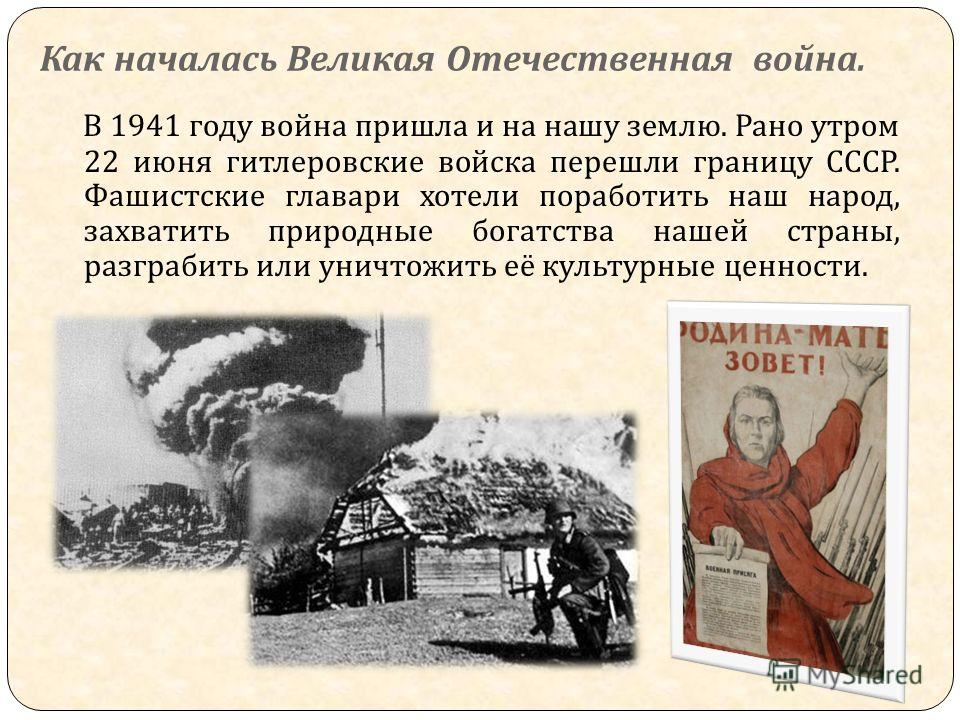 Как началась Великая Отечественная война.
В 1941 году война пришла и на нашу землю. Рано утром
22 июня гитлеровские войска перешли границу СССР.
Фашистские главари хотели поработить наш народ,
захватить природные богатства нашей страны,
разграбить или уничтожить её культурные ценности.
РОДИНА-МАТЬ
ЗОВЕТ!
ВОЕННАЯ ПРИСЯГА
MyShared